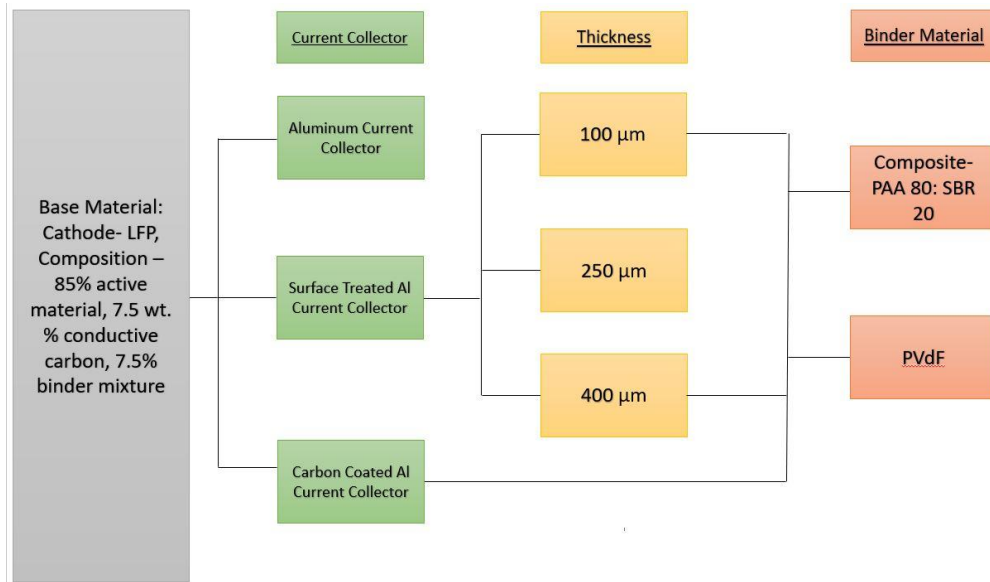 Current Collector
Thickness
Binder Material
Aluminum Current
Collector
100 μm
Composite-
PAA 80: SBR
20
Base Material:
Cathode- LFP,
Composition –
85% active
material, 7.5 wt.
% conductive
carbon, 7.5%
binder mixture
Surface Treated Al
Current Collector
250 μm
400 μm
PVdF
Carbon Coated Al
Current Collector